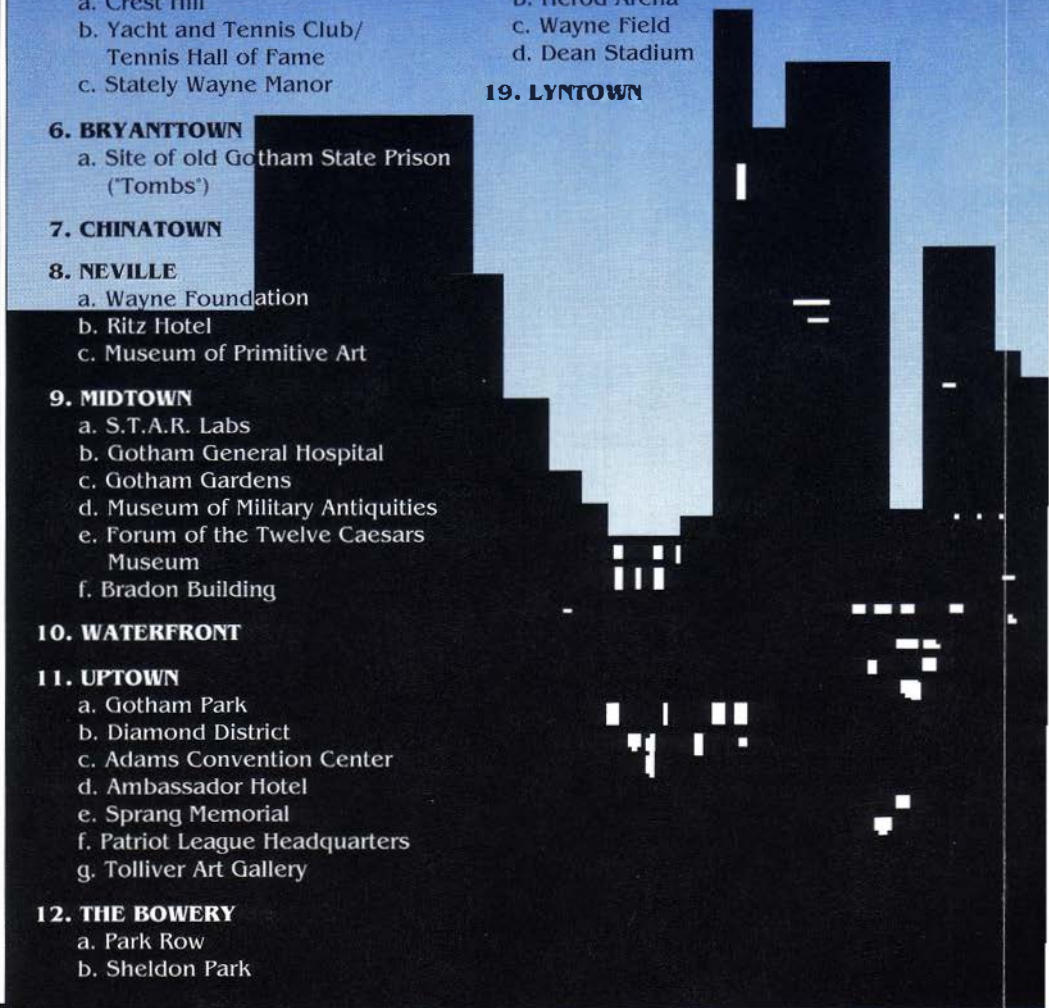 a. Crest Hill
b. Yacht and Tennis Club/
Tennis Hall of Fame
c. Stately Wayne Manor
6. BRYANTTOWN
a. Site of old Gotham State Prison
("Tombs")
7. CHINATOWN
8. NEVILLE
a. Wayne Foundation
b. Ritz Hotel
c. Museum of Primitive Art
9. MIDTOWN
a. S.T.A.R. Labs
b. Gotham General Hospital
c. Gotham Gardens
d. Museum of Military Antiquities
e. Forum of the Twelve Caesars
Museum
f. Bradon Building
10. WATERFRONT
11. UPTOWN
a. Gotham Park
b. Diamond District
c. Adams Convention Center
d. Ambassador Hotel
e. Sprang Memorial
f. Patriot League Headquarters
g. Tolliver Art Gallery
12. THE BOWERY
a. Park Row
b. Sheldon Park
b. Herod Arena
c. Wayne Field
d. Dean Stadium
19. LYNTOWN